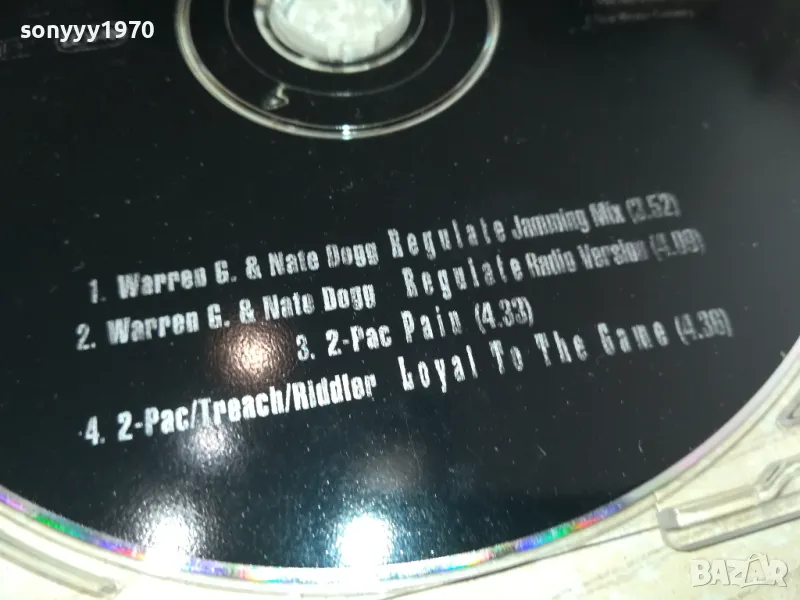 sonyyy1970
1. Warren G. & Nate Dogg Regulate Jamming Mix (3.52)
2. Warren G. & Nate Dogg Regulate Radio Version (4.09)
3. 2-Pac Pain (4.33)
4. 2-Pac/Treach/Riddler Loyal To The Game (4.36)
BAZAR